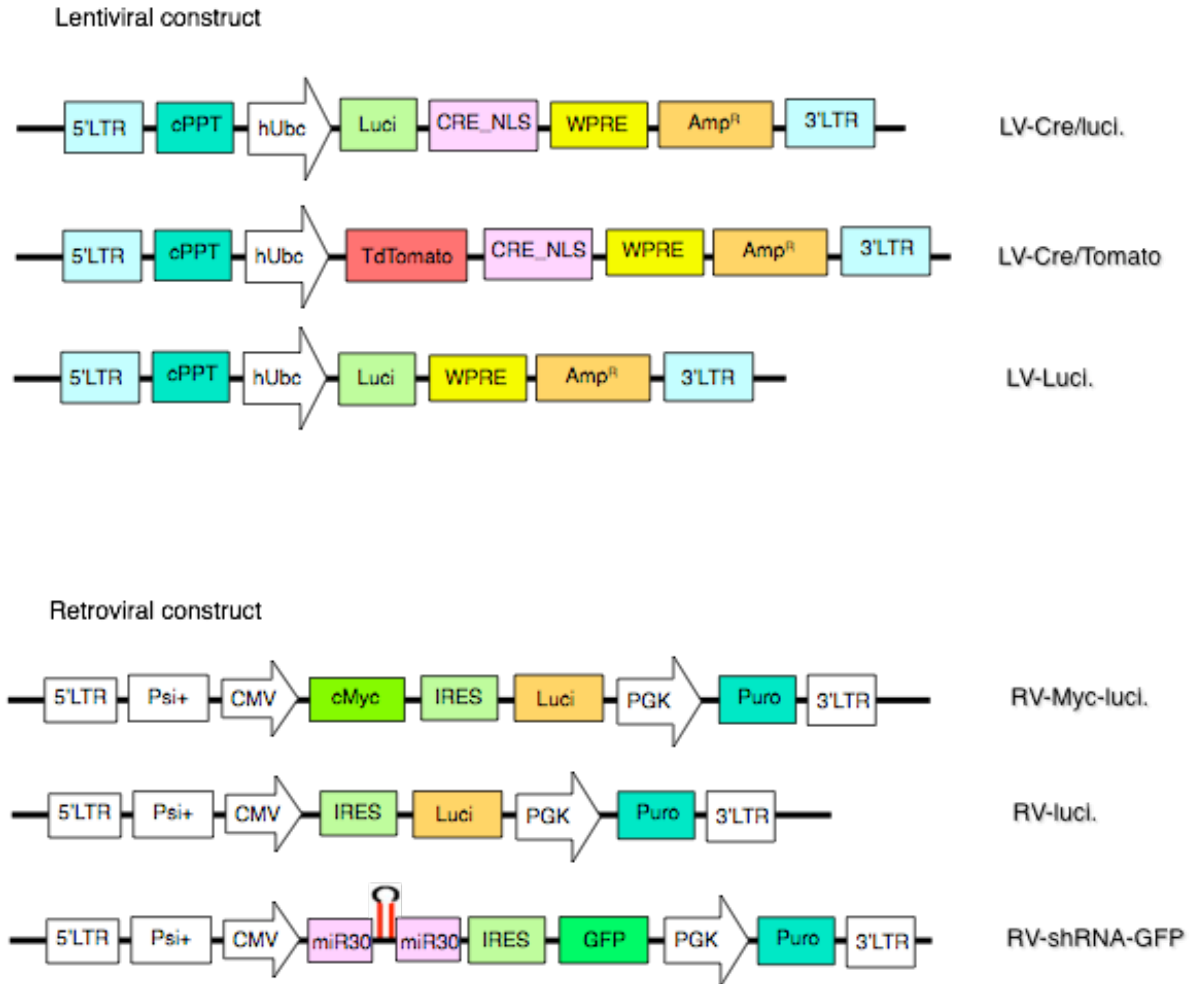 Lentiviral construct
5'LTR cPPT hUbc Luci CRE_NLS WPRE Ampᴿ 3'LTR LV-Cre/luci.
5'LTR cPPT hUbc TdTomato CRE_NLS WPRE Ampᴿ 3'LTR LV-Cre/Tomato
5'LTR cPPT hUbc Luci WPRE Ampᴿ 3'LTR LV-Luci.
Retroviral construct
5'LTR Psi+ CMV cMyc IRES Luci PGK Puro 3'LTR RV-Myc-luci.
5'LTR Psi+ CMV IRES Luci PGK Puro 3'LTR RV-luci.
5'LTR Psi+ CMV miR30 miR30 IRES GFP PGK Puro 3'LTR RV-shRNA-GFP